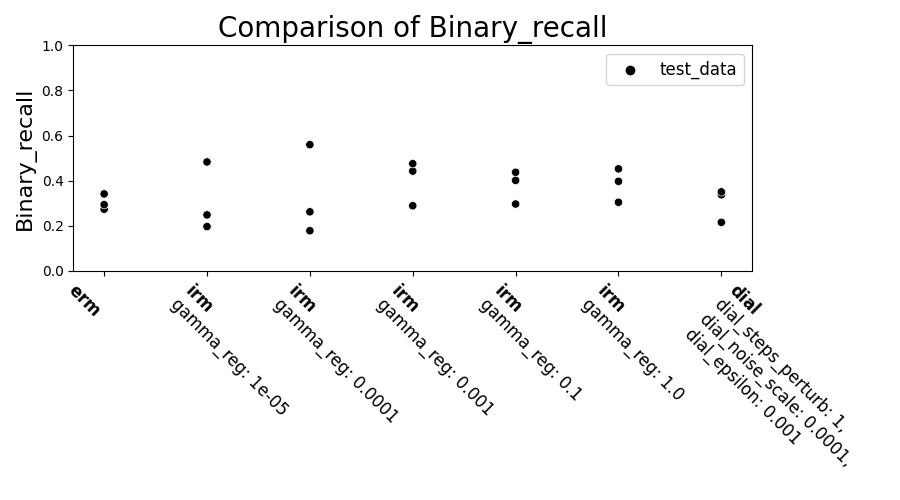 Comparison of Binary_recall
Binary_recall
1.0
0.8
0.6
0.4
0.2
0.0
test_data
erm
irm
gamma_reg: 1e-05
irm
gamma_reg: 0.0001
irm
gamma_reg: 0.001
irm
gamma_reg: 0.1
irm
gamma_reg: 1.0
dial
dial_steps_perturb: 1,
dial_noise_scale: 0.0001,
dial_epsilon: 0.001